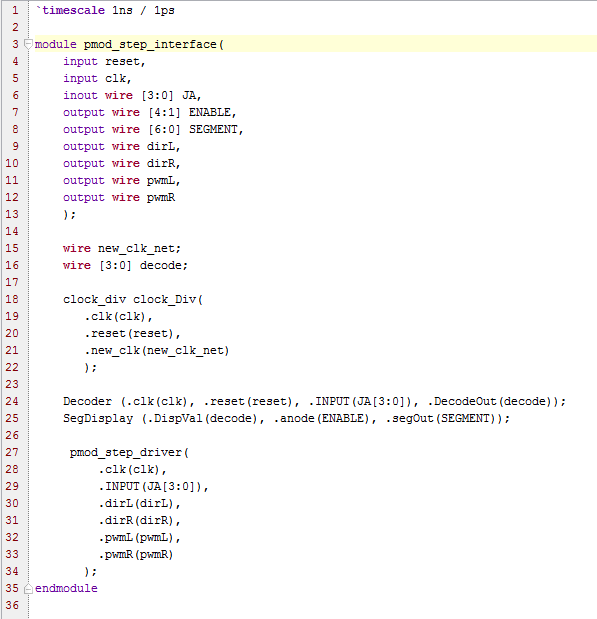 1 `timescale 1ns / 1ps
2
3 module pmod_step_interface(
4 input reset,
5 input clk,
6 inout wire [3:0] JA,
7 output wire [4:1] ENABLE,
8 output wire [6:0] SEGMENT,
9 output wire dirL,
10 output wire dirR,
11 output wire pwmL,
12 output wire pwmR
13 );
14
15 wire new_clk_net;
16 wire [3:0] decode;
17
18 clock_div clock_Div(
19 .clk(clk),
20 .reset(reset),
21 .new_clk(new_clk_net)
22 );
23
24 Decoder (.clk(clk), .reset(reset), .INPUT(JA[3:0]), .DecodeOut(decode));
25 SegDisplay (.DispVal(decode), .anode(ENABLE), .segOut(SEGMENT));
26
27 pmod_step_driver(
28 .clk(clk),
29 .INPUT(JA[3:0]),
30 .dirL(dirL),
31 .dirR(dirR),
32 .pwmL(pwmL),
33 .pwmR(pwmR)
34 );
35 endmodule
36